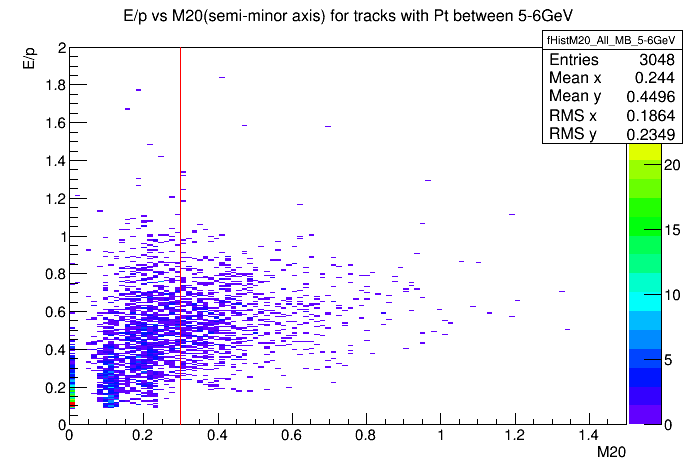 E/p vs M20(semi-minor axis) for tracks with Pt between 5-6GeV
fHistM20_All_MB_5-6GeV
Entries 3048
Mean x 0.244
Mean y 0.4496
RMS x 0.1864
RMS y 0.2349
E/p
2
1.8
1.6
1.4
1.2
1
0.8
0.6
0.4
0.2
0
0 0.2 0.4 0.6 0.8 1 1.2 1.4
M20
20
15
10
5
0